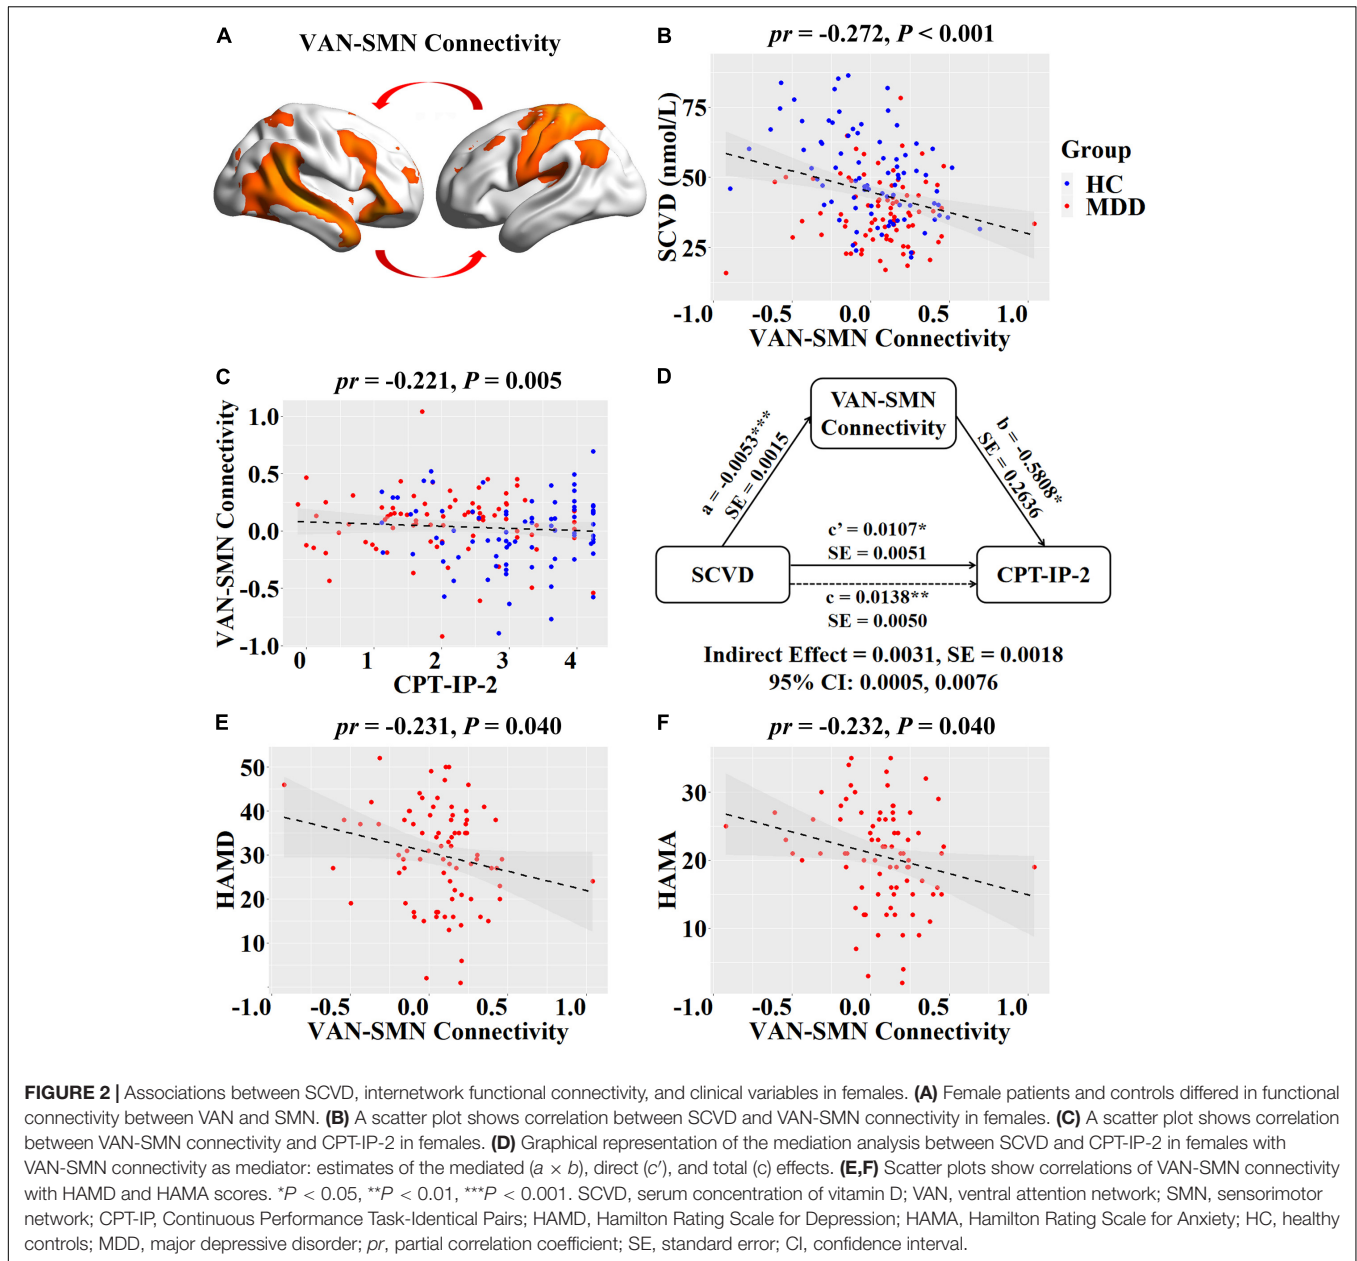 A
VAN-SMN Connectivity
B
pr = -0.272, P < 0.001
SCVD (nmol/L)
75
50
25
-1.0 -0.5 0.0 0.5 1.0
VAN-SMN Connectivity
Group
HC
MDD
C
pr = -0.221, P = 0.005
VAN-SMN Connectivity
1.0
0.5
0.0
-0.5
-1.0
0 1 2 3 4
CPT-IP-2
D
VAN-SMN
Connectivity
a = -0.0053***
SE = 0.0015
b = -0.5808*
SE = 0.2636
c’ = 0.0107*
SE = 0.0051
SCVD
CPT-IP-2
c = 0.0138**
SE = 0.0050
Indirect Effect = 0.0031, SE = 0.0018
95% CI: 0.0005, 0.0076
E
pr = -0.231, P = 0.040
HAMD
50
40
30
20
10
-1.0 -0.5 0.0 0.5 1.0
VAN-SMN Connectivity
F
pr = -0.232, P = 0.040
HAMA
30
20
10
-1.0 -0.5 0.0 0.5 1.0
VAN-SMN Connectivity
FIGURE 2 | Associations between SCVD, internetwork functional connectivity, and clinical variables in females. (A) Female patients and controls differed in functional
connectivity between VAN and SMN. (B) A scatter plot shows correlation between SCVD and VAN-SMN connectivity in females. (C) A scatter plot shows correlation
between VAN-SMN connectivity and CPT-IP-2 in females. (D) Graphical representation of the mediation analysis between SCVD and CPT-IP-2 in females with
VAN-SMN connectivity as mediator: estimates of the mediated (a × b), direct (c′), and total (c) effects. (E,F) Scatter plots show correlations of VAN-SMN connectivity
with HAMD and HAMA scores. *P < 0.05, **P < 0.01, ***P < 0.001. SCVD, serum concentration of vitamin D; VAN, ventral attention network; SMN, sensorimotor
network; CPT-IP, Continuous Performance Task-Identical Pairs; HAMD, Hamilton Rating Scale for Depression; HAMA, Hamilton Rating Scale for Anxiety; HC, healthy
controls; MDD, major depressive disorder; pr, partial correlation coefficient; SE, standard error; CI, confidence interval.